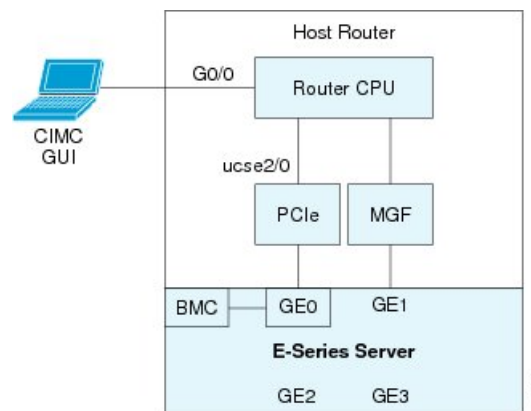 Host Router
G0/0
Router CPU
CIMC
GUI
ucse2/0
PCIe
MGF
BMC
GE0
GE1
E-Series Server
GE2
GE3